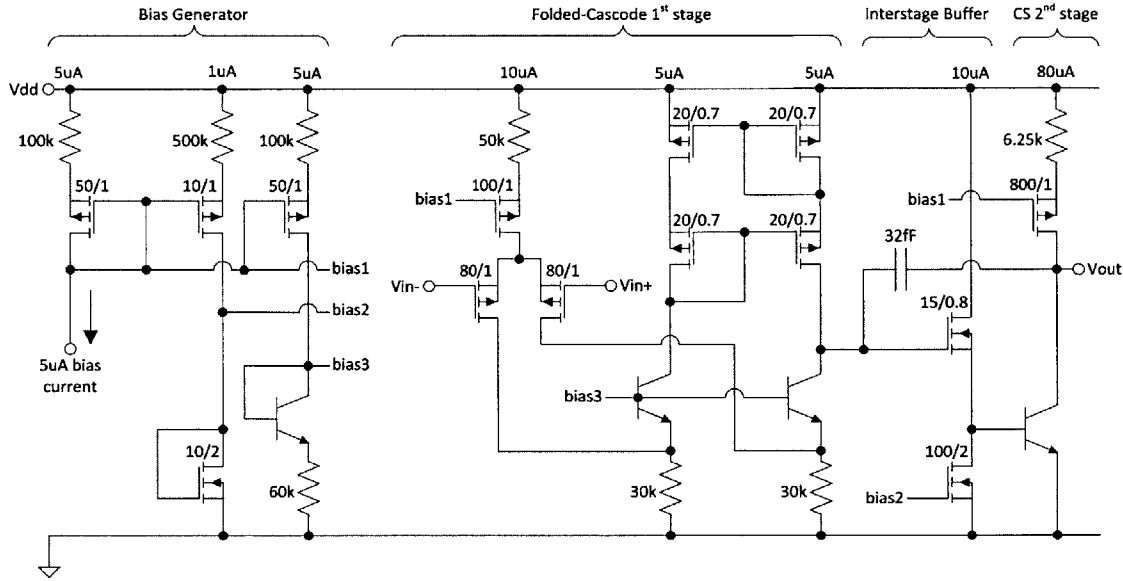 Bias Generator
Folded-Cascode 1st stage
Interstage Buffer
CS 2nd stage
5uA
1uA
5uA
10uA
5uA
5uA
10uA
80uA
Vdd
100k
500k
100k
50k
20/0.7
20/0.7
6.25k
50/1
10/1
50/1
100/1
bias1
bias1
800/1
20/0.7
20/0.7
32fF
bias1
80/1
80/1
Vin-
Vin+
Vout
bias2
15/0.8
5uA bias
current
bias3
bias3
10/2
60k
30k
30k
100/2
bias2